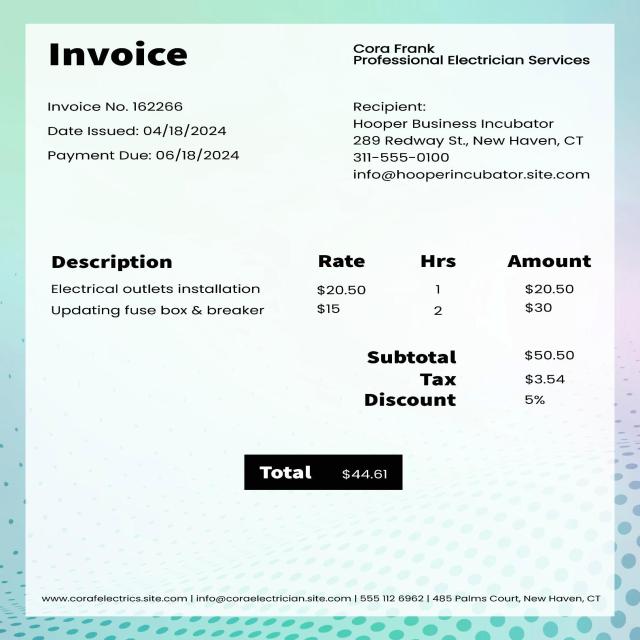 Invoice
Cora Frank
Professional Electrician Services
Invoice No. 162266
Date Issued: 04/18/2024
Payment Due: 06/18/2024
Recipient:
Hooper Business Incubator
289 Redway St., New Haven, CT
311-555-0100
info@hooperincubator.site.com
Description Rate Hrs Amount
Electrical outlets installation $20.50 1 $20.50
Updating fuse box & breaker $15 2 $30
Subtotal $50.50
Tax $3.54
Discount 5%
Total $44.61
www.corafelectrics.site.com | info@coraelectrician.site.com | 555 112 6962 | 485 Palms Court, New Haven, CT